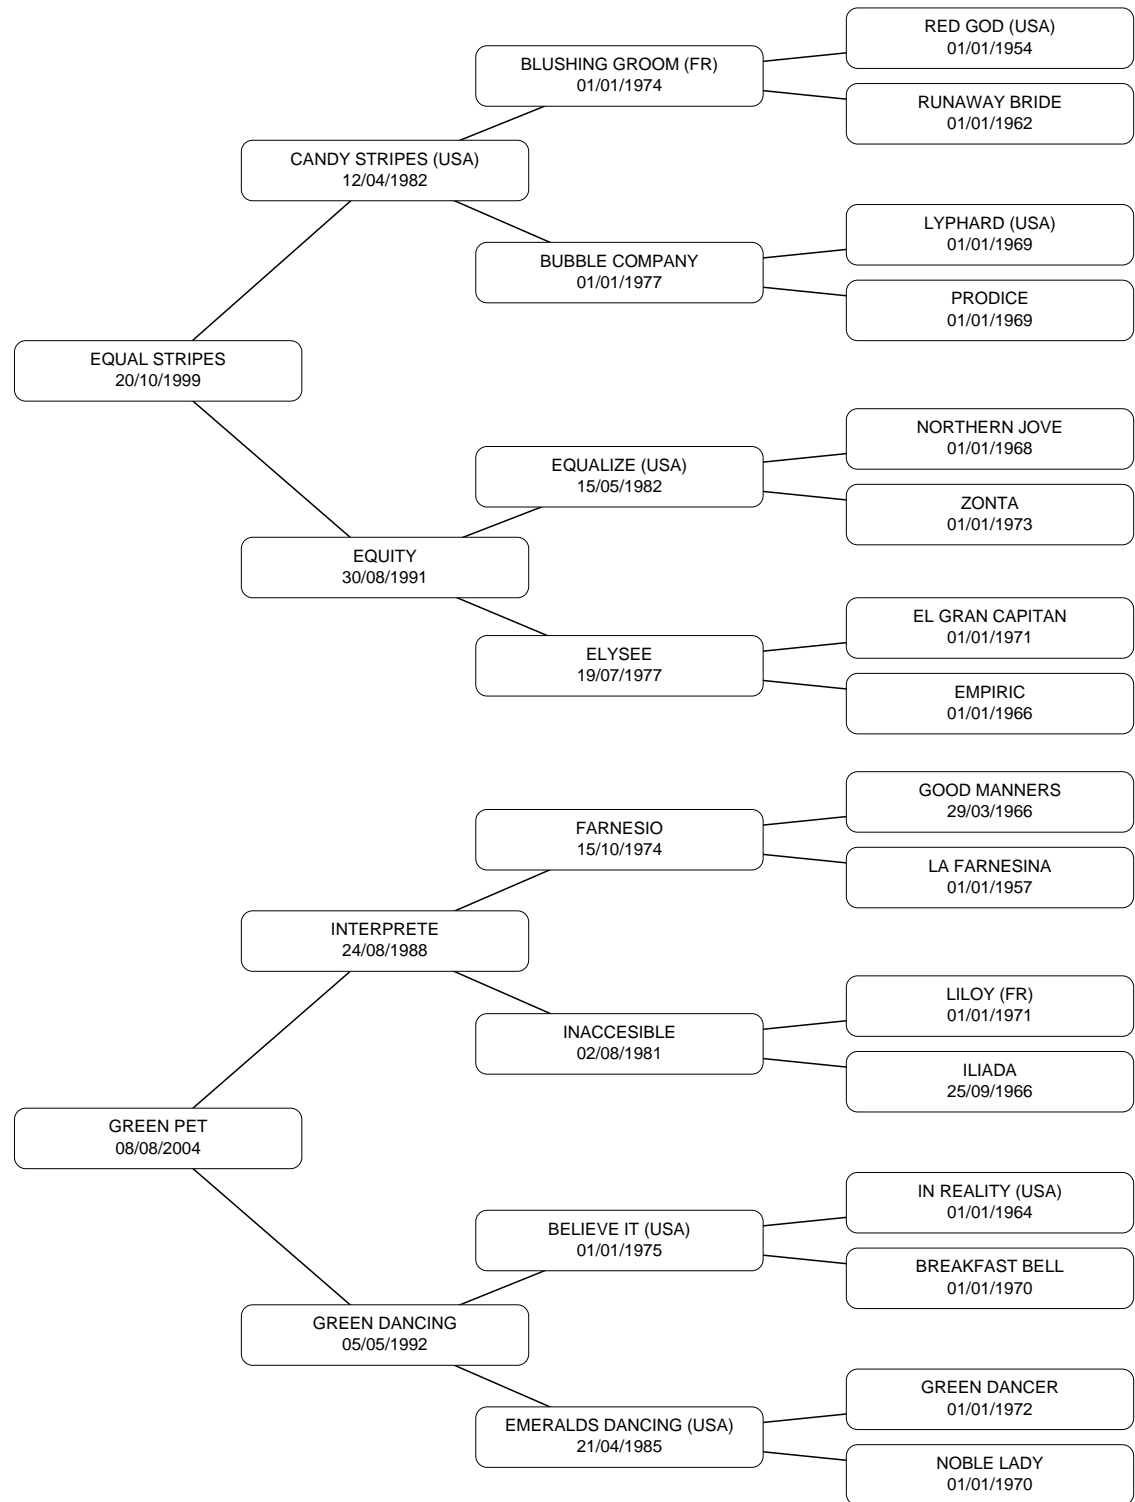 RED GOD (USA)
01/01/1954
BLUSHING GROOM (FR)
01/01/1974
RUNAWAY BRIDE
01/01/1962
CANDY STRIPES (USA)
12/04/1982
LYPHARD (USA)
01/01/1969
BUBBLE COMPANY
01/01/1977
PRODICE
01/01/1969
EQUAL STRIPES
20/10/1999
NORTHERN JOVE
01/01/1968
EQUALIZE (USA)
15/05/1982
ZONTA
01/01/1973
EQUITY
30/08/1991
EL GRAN CAPITAN
01/01/1971
ELYSEE
19/07/1977
EMPIRIC
01/01/1966
GOOD MANNERS
29/03/1966
FARNESIO
15/10/1974
LA FARNESINA
01/01/1957
INTERPRETE
24/08/1988
LILOY (FR)
01/01/1971
INACCESIBLE
02/08/1981
ILIADA
25/09/1966
GREEN PET
08/08/2004
IN REALITY (USA)
01/01/1964
BELIEVE IT (USA)
01/01/1975
BREAKFAST BELL
01/01/1970
GREEN DANCING
05/05/1992
GREEN DANCER
01/01/1972
EMERALDS DANCING (USA)
21/04/1985
NOBLE LADY
01/01/1970